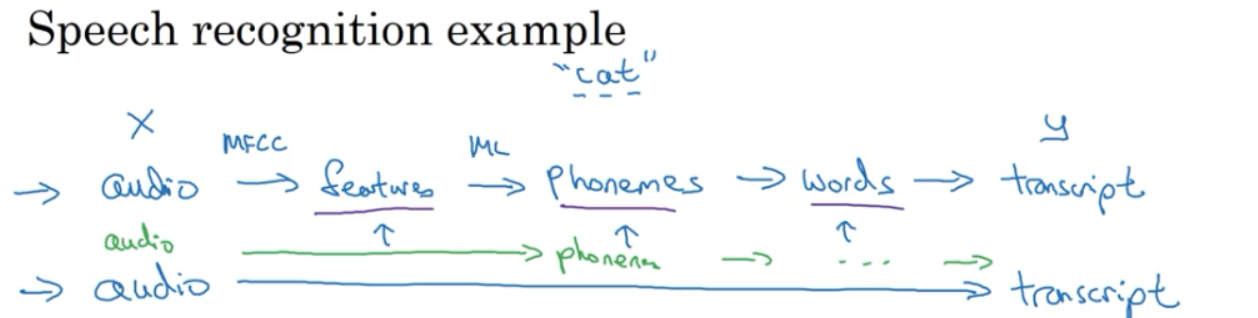 Speech recognition example
"cat"
X MFCC ML y
→ audio → features → phonemes → words → transcript
↑ ↑ ↑
audio → phonemes → ... →
→ audio → transcript